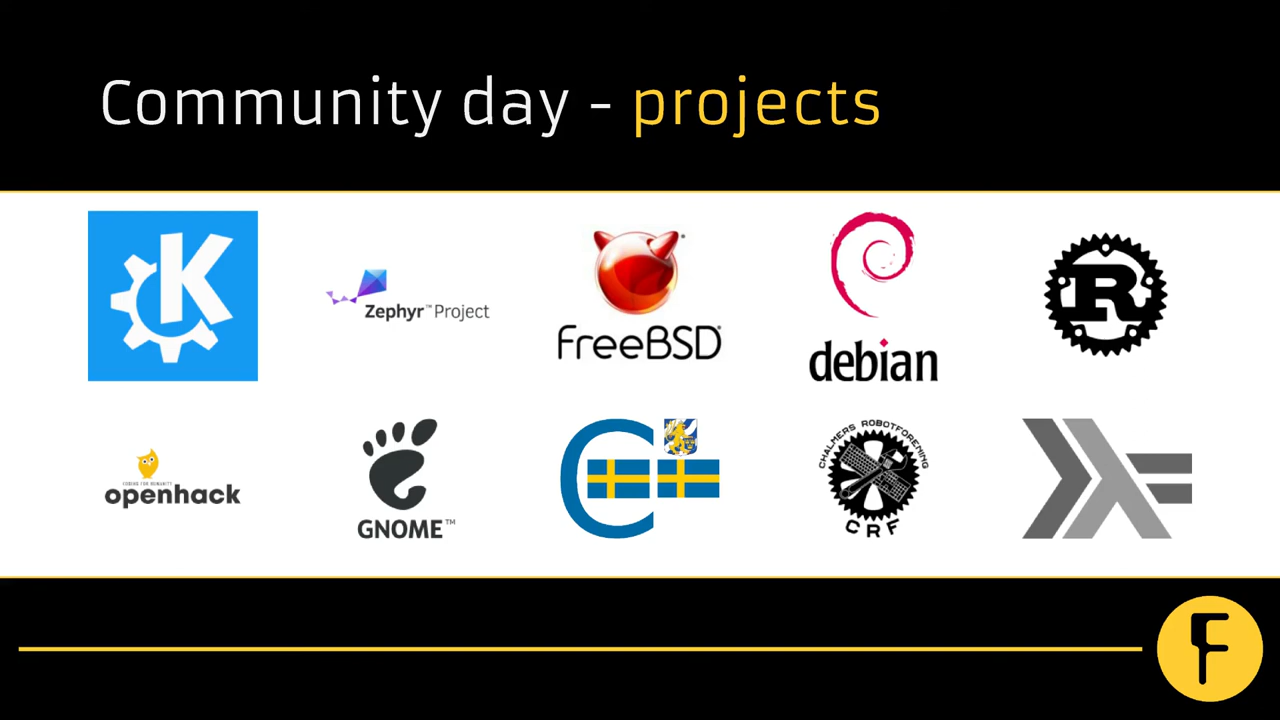 Community day - projects
K
Zephyr™ Project
FreeBSD®
debian
R
CODING FOR HUMANITY
openhack
GNOME™
C
CHALMERS ROBOTFÖRENING
CRF
F